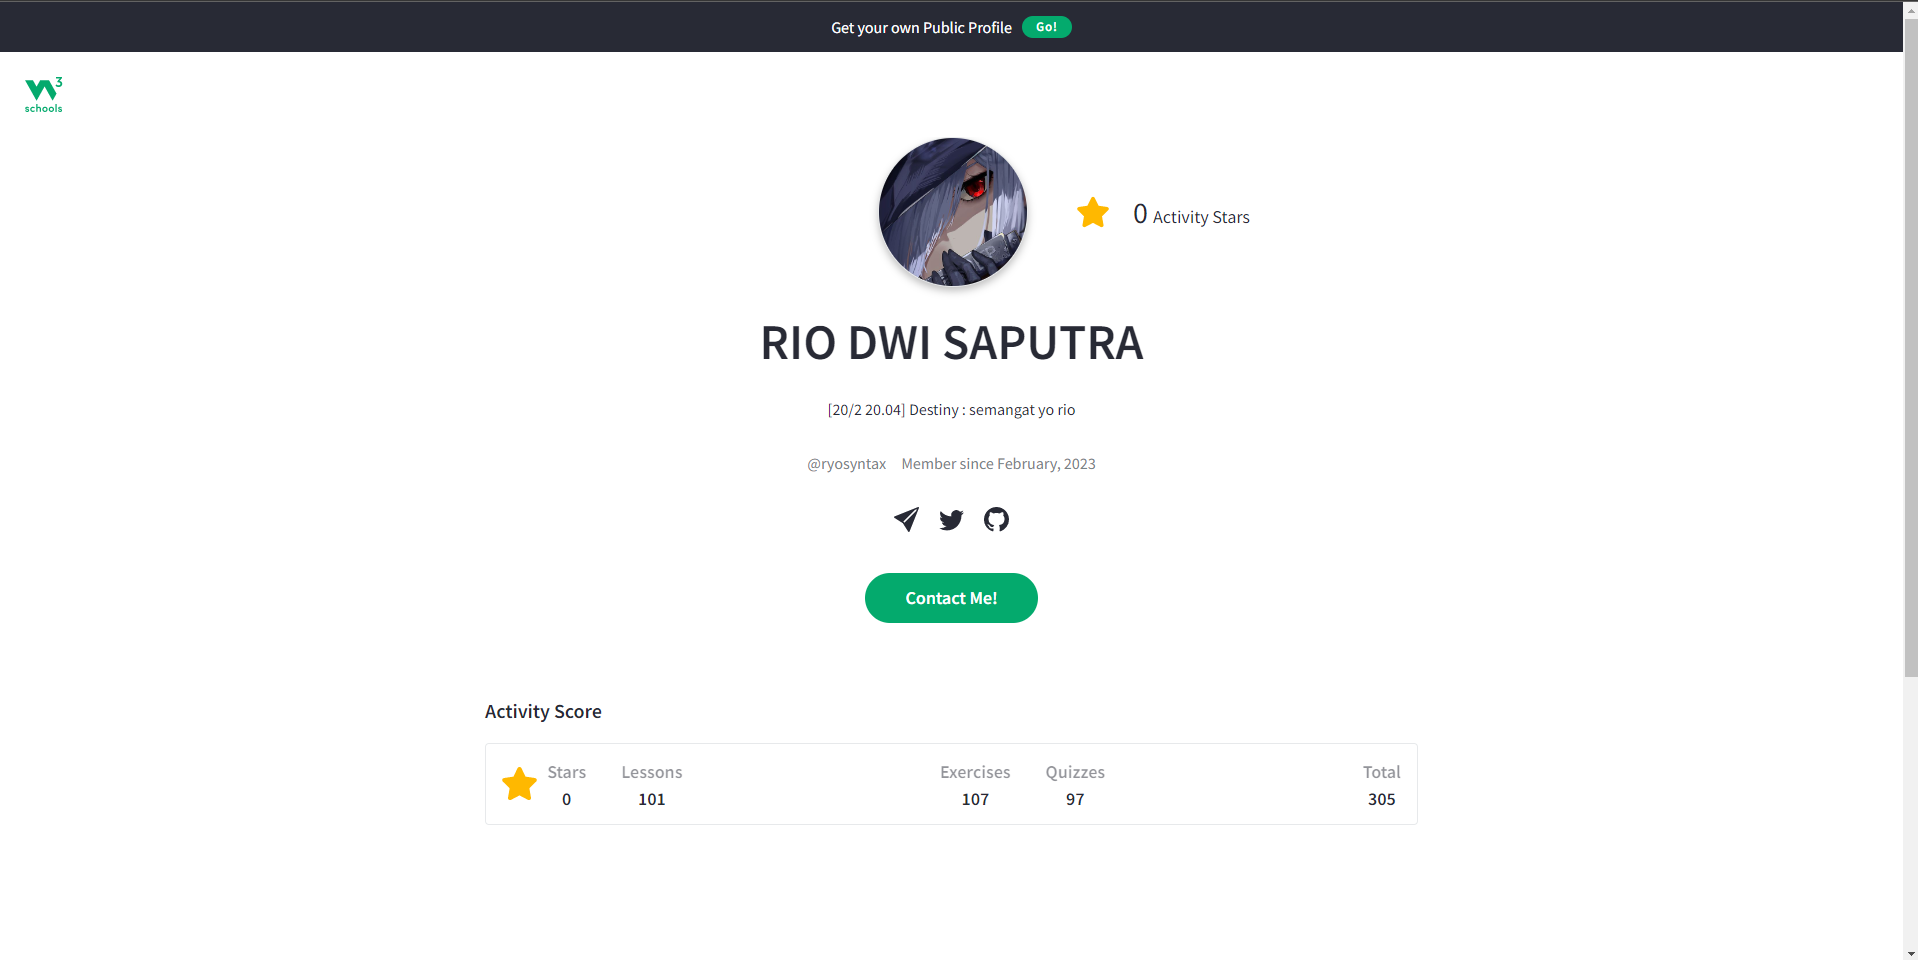 Get your own Public Profile Go!
W3
schools
0 Activity Stars
RIO DWI SAPUTRA
[20/2 20.04] Destiny : semangat yo rio
@ryosyntax Member since February, 2023
Contact Me!
Activity Score
Stars Lessons Exercises Quizzes Total
0 101 107 97 305